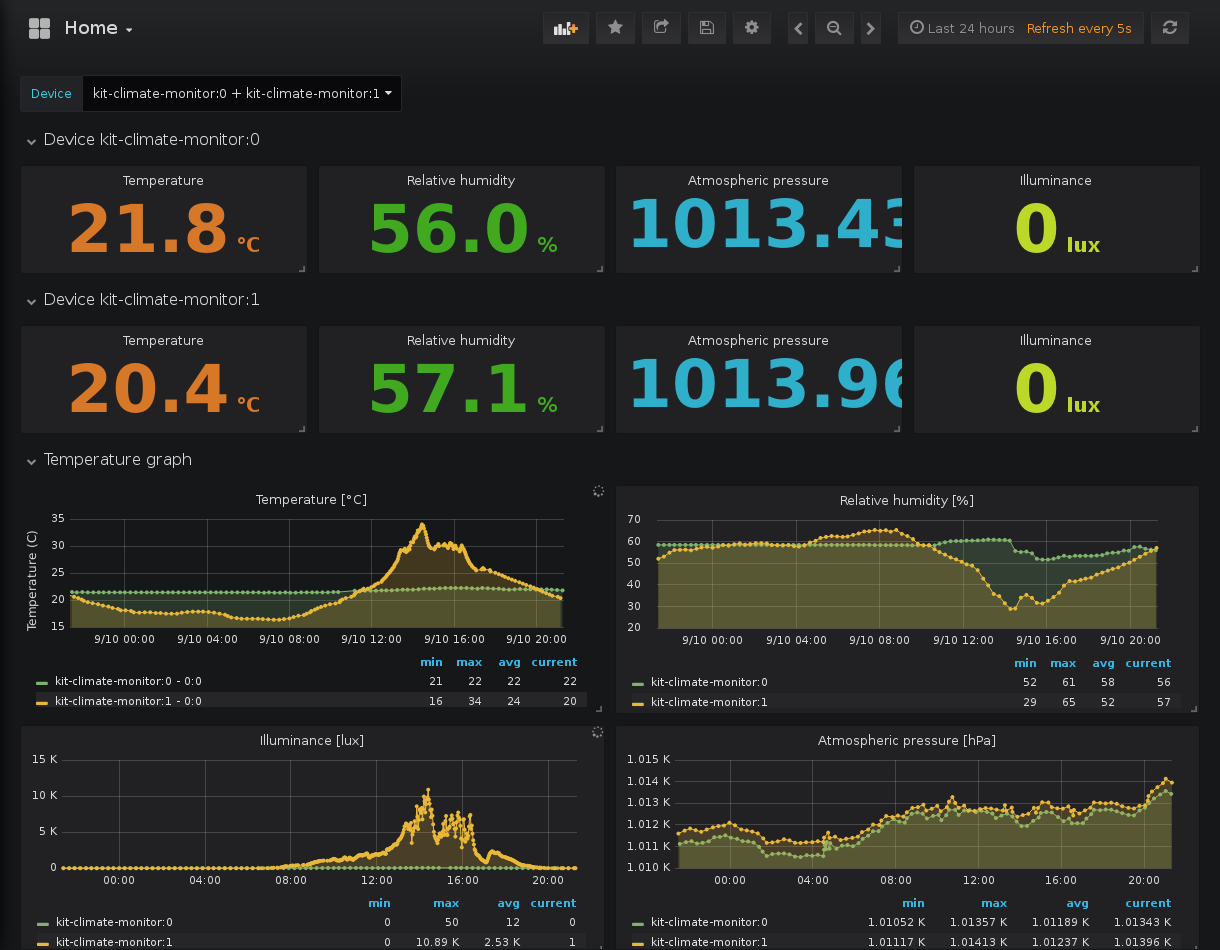 Home
Last 24 hours Refresh every 5s
Device kit-climate-monitor:0 + kit-climate-monitor:1
Device kit-climate-monitor:0
Temperature Relative humidity Atmospheric pressure Illuminance
21.8 °C 56.0 % 1013.43 0 lux
Device kit-climate-monitor:1
Temperature Relative humidity Atmospheric pressure Illuminance
20.4 °C 57.1 % 1013.96 0 lux
Temperature graph
Temperature [°C]
Temperature (C)
35
30
25
20
15
9/10 00:00 9/10 04:00 9/10 08:00 9/10 12:00 9/10 16:00 9/10 20:00
min max avg current
kit-climate-monitor:0 - 0:0 21 22 22 22
kit-climate-monitor:1 - 0:0 16 34 24 20
Relative humidity [%]
70
60
50
40
30
20
9/10 00:00 9/10 04:00 9/10 08:00 9/10 12:00 9/10 16:00 9/10 20:00
min max avg current
kit-climate-monitor:0 52 61 58 56
kit-climate-monitor:1 29 65 52 57
Illuminance [lux]
15 K
10 K
5 K
0
00:00 04:00 08:00 12:00 16:00 20:00
min max avg current
kit-climate-monitor:0 0 50 12 0
kit-climate-monitor:1 0 10.89 K 2.53 K 1
Atmospheric pressure [hPa]
1.015 K
1.014 K
1.013 K
1.012 K
1.011 K
1.010 K
00:00 04:00 08:00 12:00 16:00 20:00
min max avg current
kit-climate-monitor:0 1.01052 K 1.01357 K 1.01189 K 1.01343 K
kit-climate-monitor:1 1.01117 K 1.01413 K 1.01237 K 1.01396 K